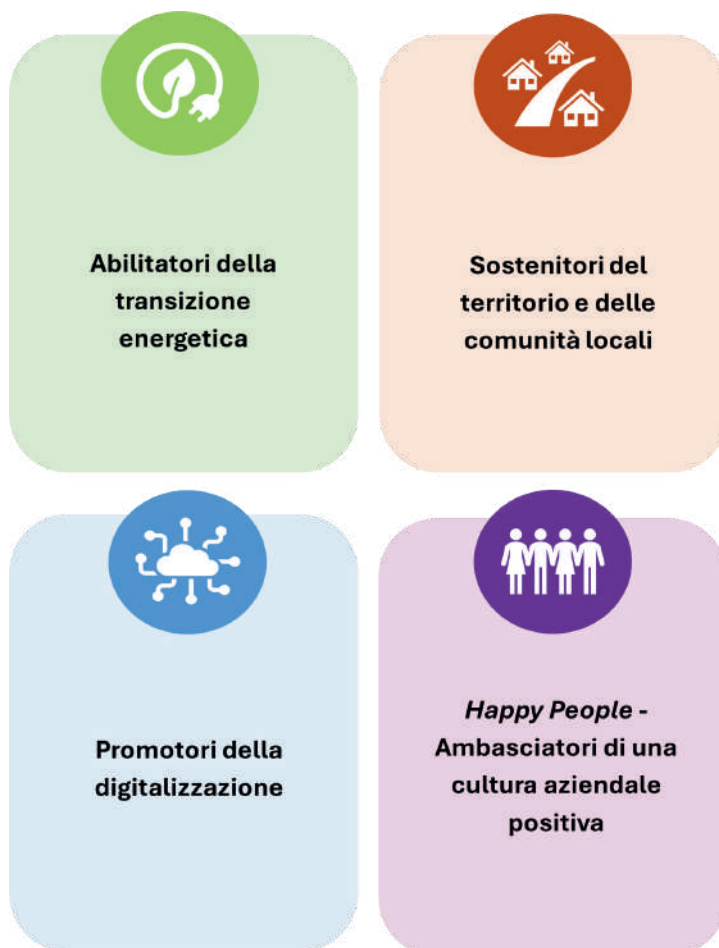 Abilitatori della
transizione
energetica
Sostenitori del
territorio e delle
comunità locali
Promotori della
digitalizzazione
Happy People -
Ambasciatori di una
cultura aziendale
positiva